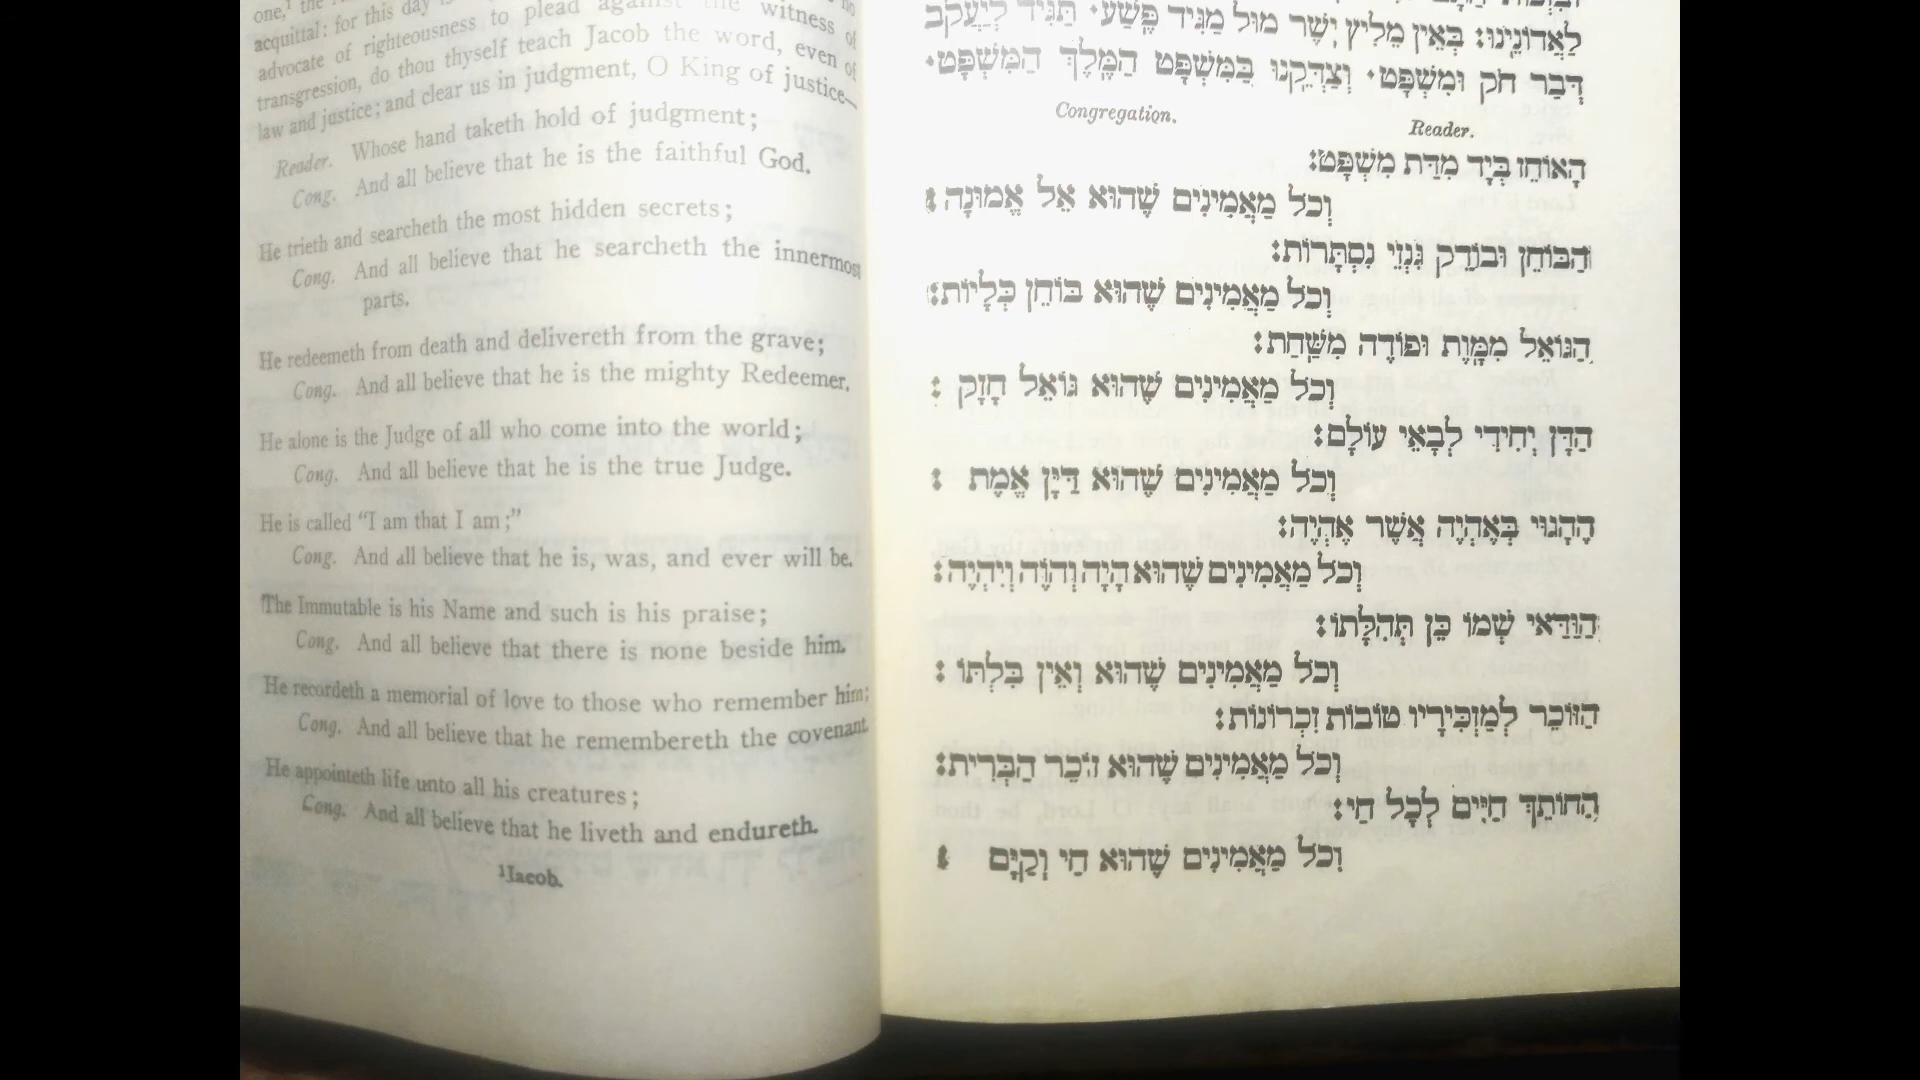 one,¹ the
acquittal: for this day
advocate of righteousness to plead against the witness of
transgression, do thou thyself teach Jacob the word, even of
law and justice; and clear us in judgment, O King of justice—
Reader. Whose hand taketh hold of judgment;
Cong. And all believe that he is the faithful God.
He trieth and searcheth the most hidden secrets;
Cong. And all believe that he searcheth the innermost
parts.
He redeemeth from death and delivereth from the grave;
Cong. And all believe that he is the mighty Redeemer.
He alone is the Judge of all who come into the world;
Cong. And all believe that he is the true Judge.
He is called "I am that I am;"
Cong. And all believe that he is, was, and ever will be.
The Immutable is his Name and such is his praise;
Cong. And all believe that there is none beside him.
He recordeth a memorial of love to those who remember him;
Cong. And all believe that he remembereth the covenant.
He appointeth life unto all his creatures;
Cong. And all believe that he liveth and endureth.
¹Jacob.
לַאֲדוֹנֵינוּ: בְּאֵין מֵלִיץ יֽשֶׁר מוּל מַגִּיד פֶּֽשַׁע· תַּגִּיד לְיַעֲקֹב
דְּבַר חֹק וּמִשְׁפָּט· וְצַדְּקֵֽנוּ בַּמִּשְׁפָּט הַמֶּֽלֶךְ הַמִּשְׁפָּט·
Congregation.
Reader.
הָאוֹחֵז בְּיָד מִדַּת מִשְׁפָּט:
וְכֹל מַאֲמִינִים שֶׁהוּא אֵל אֱמוּנָה:
הַבּוֹחֵן וּבוֹדֵק גִּנְזֵי נִסְתָּרוֹת:
וְכֹל מַאֲמִינִים שֶׁהוּא בּוֹחֵן כְּלָיוֹת:
הַגּוֹאֵל מִמָּֽוֶת וּפוֹדֶה מִשַּֽׁחַת:
וְכֹל מַאֲמִינִים שֶׁהוּא גּוֹאֵל חָזָק:
הַדָּן יְחִידִי לְבָאֵי עוֹלָם:
וְכֹל מַאֲמִינִים שֶׁהוּא דַּיַּן אֱמֶת:
הֶהָגוּי בְּאֶהְיֶה אֲשֶׁר אֶהְיֶה:
וְכֹל מַאֲמִינִים שֶׁהוּא הָיָה וְהוֶֹה וְיִהְיֶה:
הַוַּדַּאי שְׁמוֹ כֵּן תְּהִלָּתוֹ:
וְכֹל מַאֲמִינִים שֶׁהוּא וְאֵין בִּלְתּוֹ:
הַזּוֹכֵר לְמַזְכִּירָיו טוֹבוֹת זִכְרוֹנוֹת:
וְכֹל מַאֲמִינִים שֶׁהוּא זוֹכֵר הַבְּרִית:
הַחוֹתֵךְ חַיִּים לְכָל חַי:
וְכֹל מַאֲמִינִים שֶׁהוּא חַי וְקַיָּם: